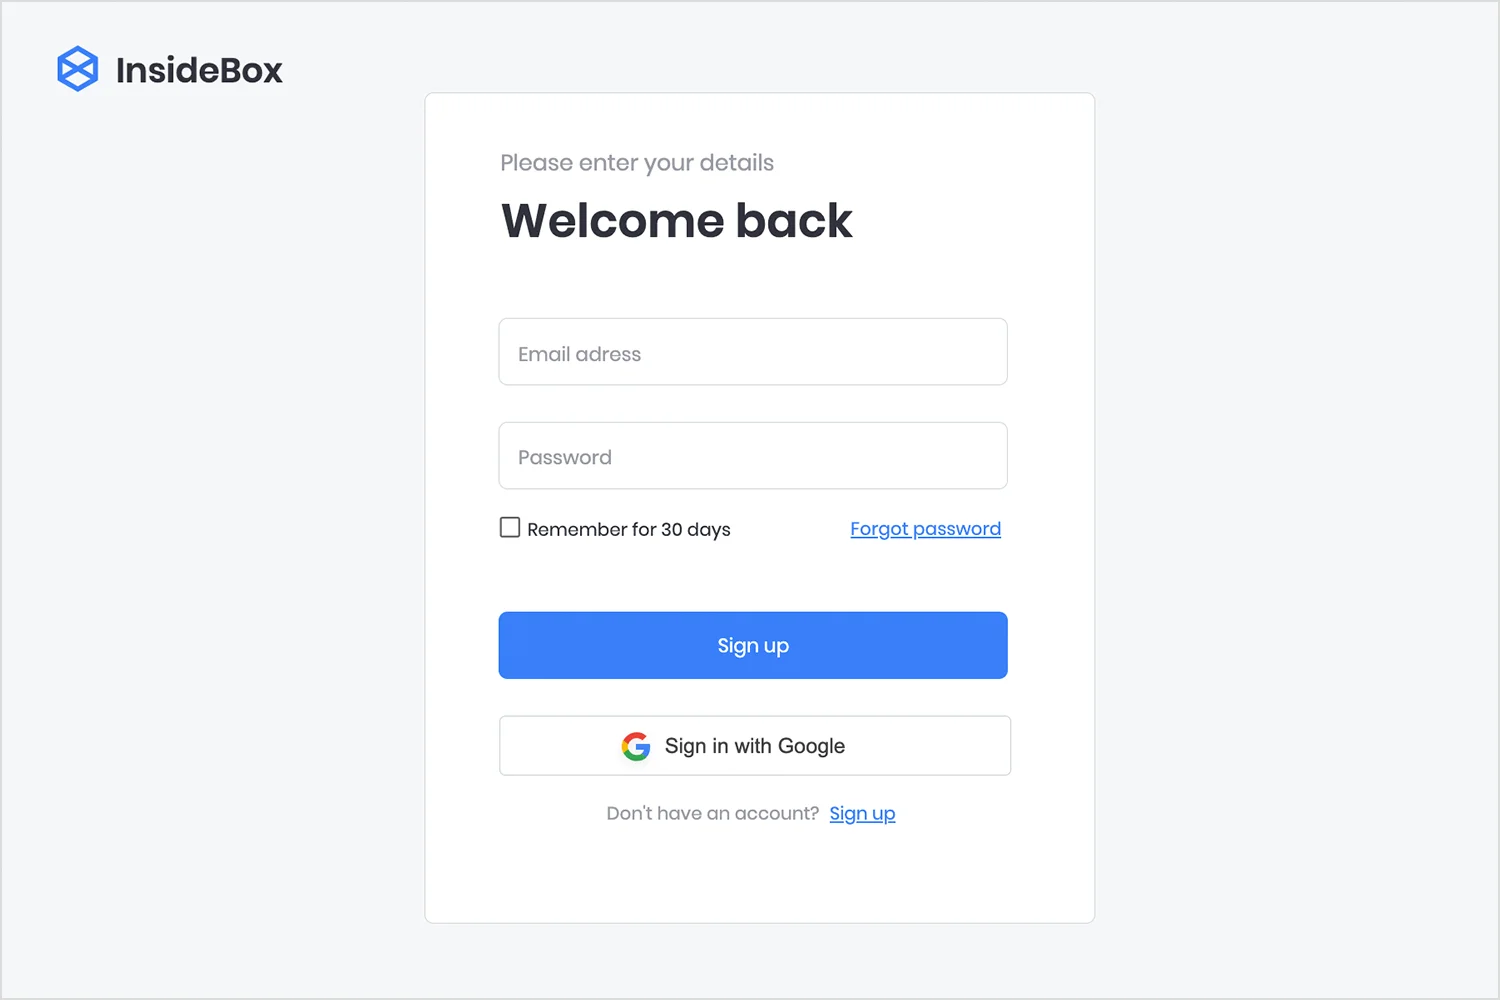 InsideBox
Please enter your details
Welcome back
Email adress
Password
Remember for 30 days
Forgot password
Sign up
Sign in with Google
Don't have an account? Sign up